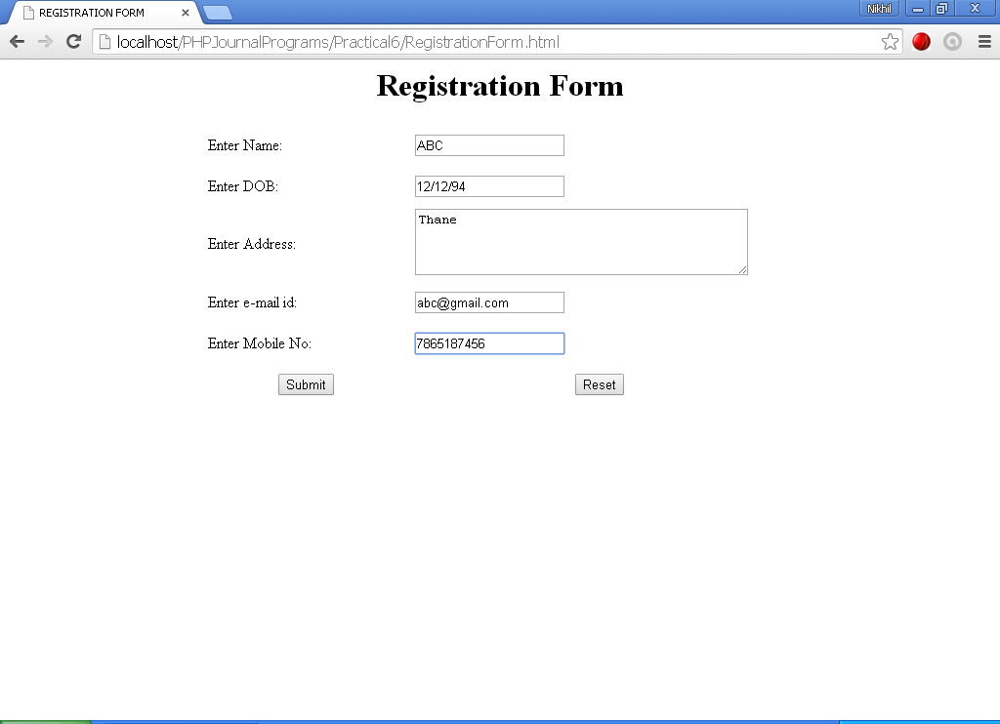 REGISTRATION FORM
Nikhil
localhost/PHPJournalPrograms/Practical6/RegistrationForm.html
Registration Form
Enter Name: ABC
Enter DOB: 12/12/94
Enter Address: Thane
Enter e-mail id: abc@gmail.com
Enter Mobile No: 7865187456
Submit Reset